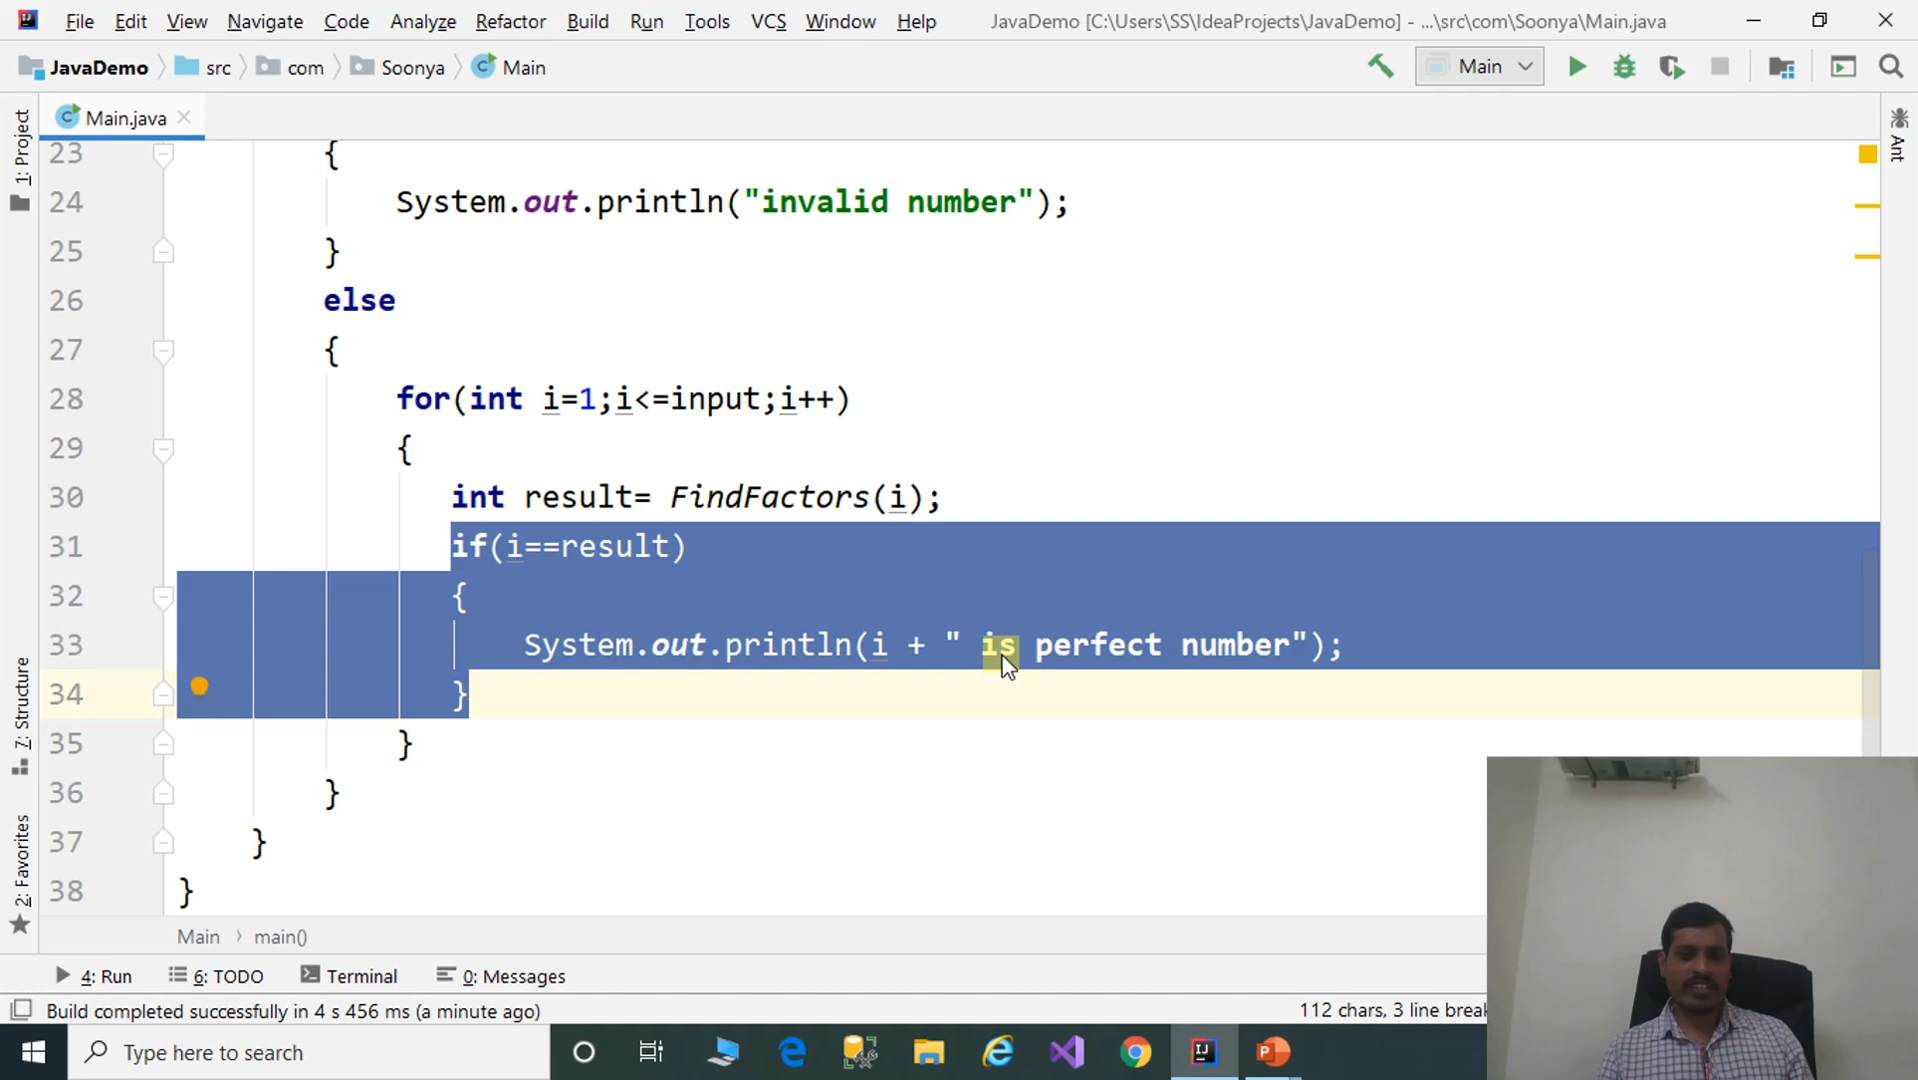 File Edit View Navigate Code Analyze Refactor Build Run Tools VCS Window Help JavaDemo [C:\Users\SS\IdeaProjects\JavaDemo] - ...\src\com\Soonya\Main.java
JavaDemo src com Soonya Main Main
Main.java
1: Project
Ant
23 {
24 System.out.println("invalid number");
25 }
26 else
27 {
28 for(int i=1;i<=input;i++)
29 {
30 int result= FindFactors(i);
31 if(i==result)
32 {
33 System.out.println(i + " is perfect number");
34 }
35 }
36 }
37 }
38 }
7: Structure
2: Favorites
Main main()
4: Run 6: TODO Terminal 0: Messages
Build completed successfully in 4 s 456 ms (a minute ago) 112 chars, 3 line
Type here to search